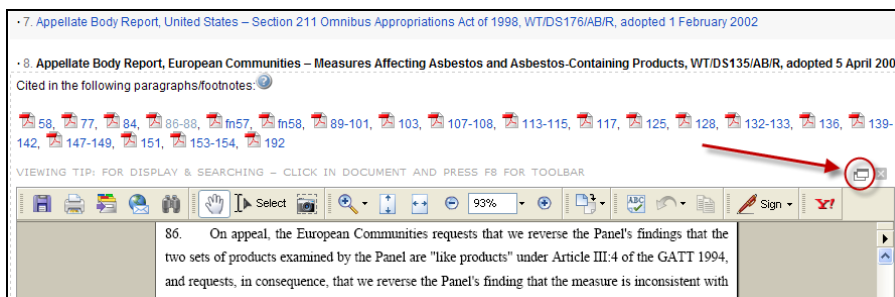 · 7. Appellate Body Report, United States – Section 211 Omnibus Appropriations Act of 1998, WT/DS176/AB/R, adopted 1 February 2002
· 8. Appellate Body Report, European Communities – Measures Affecting Asbestos and Asbestos-Containing Products, WT/DS135/AB/R, adopted 5 April 200
Cited in the following paragraphs/footnotes:
58, 77, 84, 86-88, fn57, fn58, 89-101, 103, 107-108, 113-115, 117, 125, 128, 132-133, 136, 139-
142, 147-149, 151, 153-154, 192
VIEWING TIP: FOR DISPLAY & SEARCHING – CLICK IN DOCUMENT AND PRESS F8 FOR TOOLBAR
Select 93% ABC Sign Y!
86. On appeal, the European Communities requests that we reverse the Panel's findings that the
two sets of products examined by the Panel are "like products" under Article III:4 of the GATT 1994,
and requests, in consequence, that we reverse the Panel's finding that the measure is inconsistent with